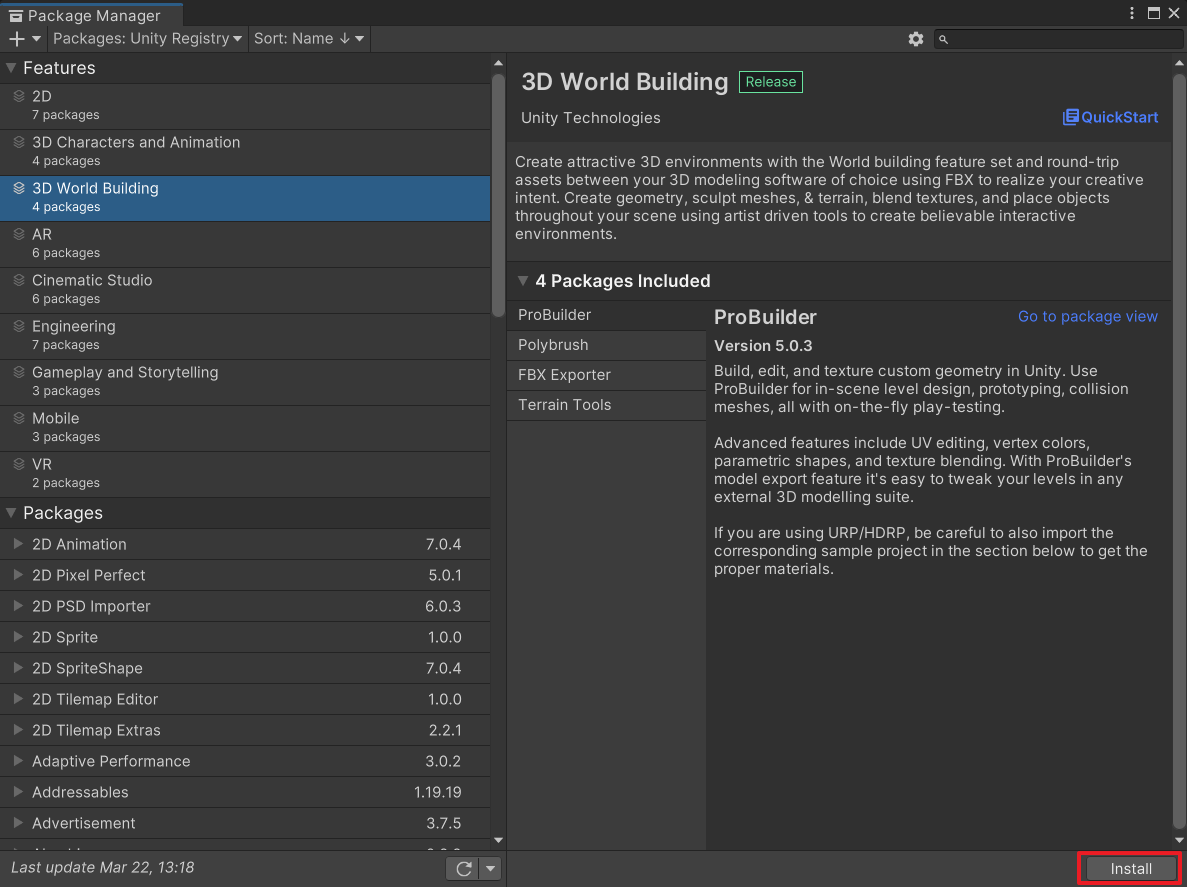 Package Manager
Packages: Unity Registry
Sort: Name ↓
Features
2D
7 packages
3D Characters and Animation
4 packages
3D World Building
4 packages
AR
6 packages
Cinematic Studio
6 packages
Engineering
7 packages
Gameplay and Storytelling
3 packages
Mobile
3 packages
VR
2 packages
Packages
2D Animation 7.0.4
2D Pixel Perfect 5.0.1
2D PSD Importer 6.0.3
2D Sprite 1.0.0
2D SpriteShape 7.0.4
2D Tilemap Editor 1.0.0
2D Tilemap Extras 2.2.1
Adaptive Performance 3.0.2
Addressables 1.19.19
Advertisement 3.7.5
Last update Mar 22, 13:18
3D World Building Release
Unity Technologies
QuickStart
Create attractive 3D environments with the World building feature set and round-trip
assets between your 3D modeling software of choice using FBX to realize your creative
intent. Create geometry, sculpt meshes, & terrain, blend textures, and place objects
throughout your scene using artist driven tools to create believable interactive
environments.
4 Packages Included
ProBuilder
Polybrush
FBX Exporter
Terrain Tools
ProBuilder
Go to package view
Version 5.0.3
Build, edit, and texture custom geometry in Unity. Use
ProBuilder for in-scene level design, prototyping, collision
meshes, all with on-the-fly play-testing.
Advanced features include UV editing, vertex colors,
parametric shapes, and texture blending. With ProBuilder's
model export feature it's easy to tweak your levels in any
external 3D modelling suite.
If you are using URP/HDRP, be careful to also import the
corresponding sample project in the section below to get the
proper materials.
Install